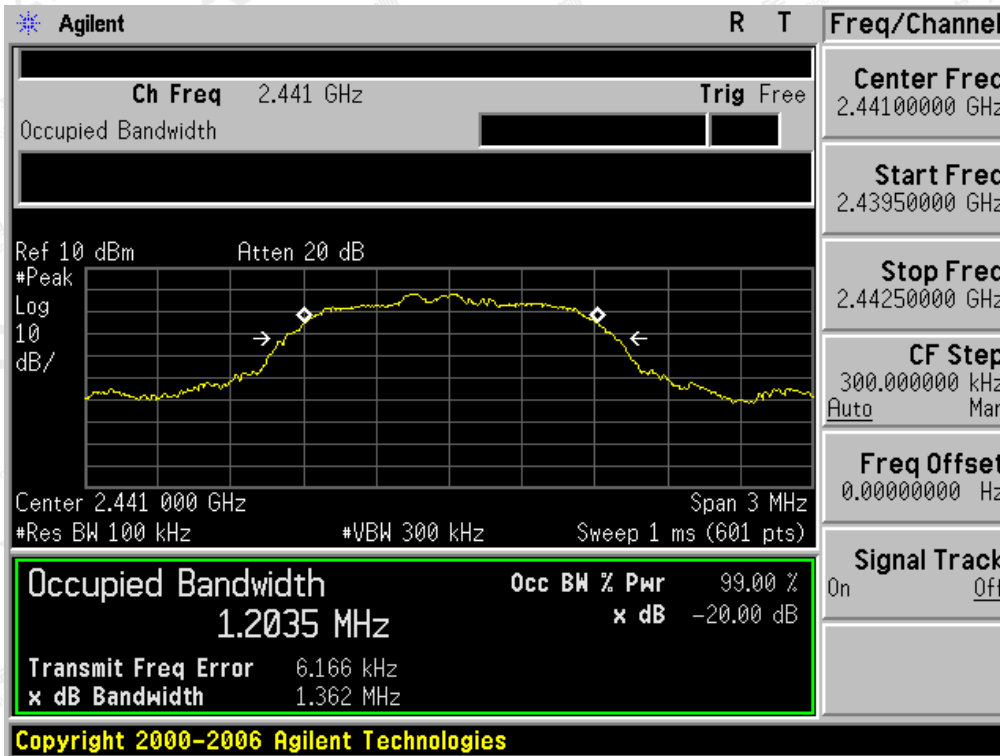 Agilent R T
Freq/Channel
Ch Freq 2.441 GHz Trig Free
Occupied Bandwidth
Center Freq
2.44100000 GHz
Start Freq
2.43950000 GHz
Stop Freq
2.44250000 GHz
CF Step
300.000000 kHz
Auto Man
Freq Offset
0.00000000 Hz
Signal Track
On Off
Ref 10 dBm Atten 20 dB
#Peak
Log
10
dB/
Center 2.441 000 GHz Span 3 MHz
#Res BW 100 kHz #VBW 300 kHz Sweep 1 ms (601 pts)
Occupied Bandwidth
1.2035 MHz
Occ BW % Pwr 99.00 %
x dB -20.00 dB
Transmit Freq Error 6.166 kHz
x dB Bandwidth 1.362 MHz
Copyright 2000-2006 Agilent Technologies